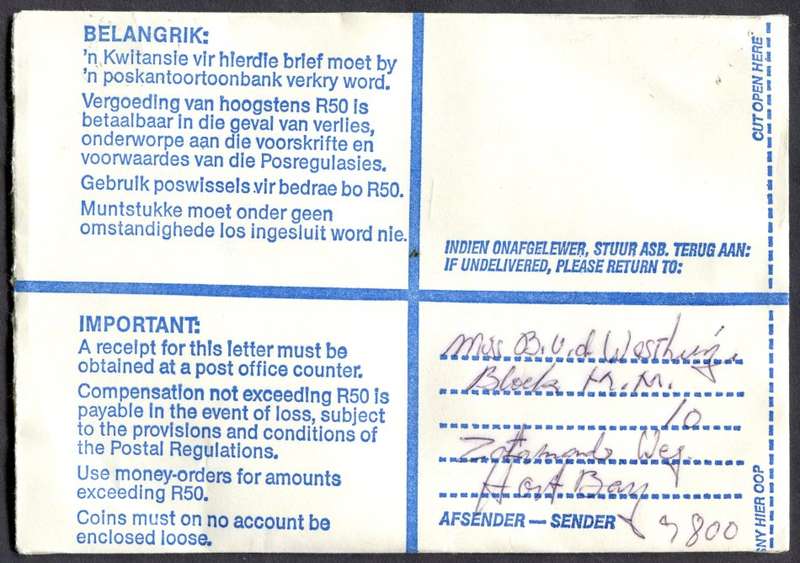 BELANGRIK:
'n Kwitansie vir hierdie brief moet by
'n poskantoortoonbank verkry word.
Vergoeding van hoogstens R50 is
betaalbaar in die geval van verlies,
onderworpe aan die voorskrifte en
voorwaardes van die Posregulasies.
Gebruik poswissels vir bedrae bo R50.
Muntstukke moet onder geen
omstandighede los ingesluit word nie.
CUT OPEN HERE
INDIEN ONAFGELEWER, STUUR ASB. TERUG AAN:
IF UNDELIVERED, PLEASE RETURN TO:
IMPORTANT:
A receipt for this letter must be
obtained at a post office counter.
Compensation not exceeding R50 is
payable in the event of loss, subject
to the provisions and conditions of
the Postal Regulations.
Use money-orders for amounts
exceeding R50.
Coins must on no account be
enclosed loose.
Miss B.v.d
Block M.M.
10
Bay
AFSENDER — SENDER 7800
SNY HIER OOP